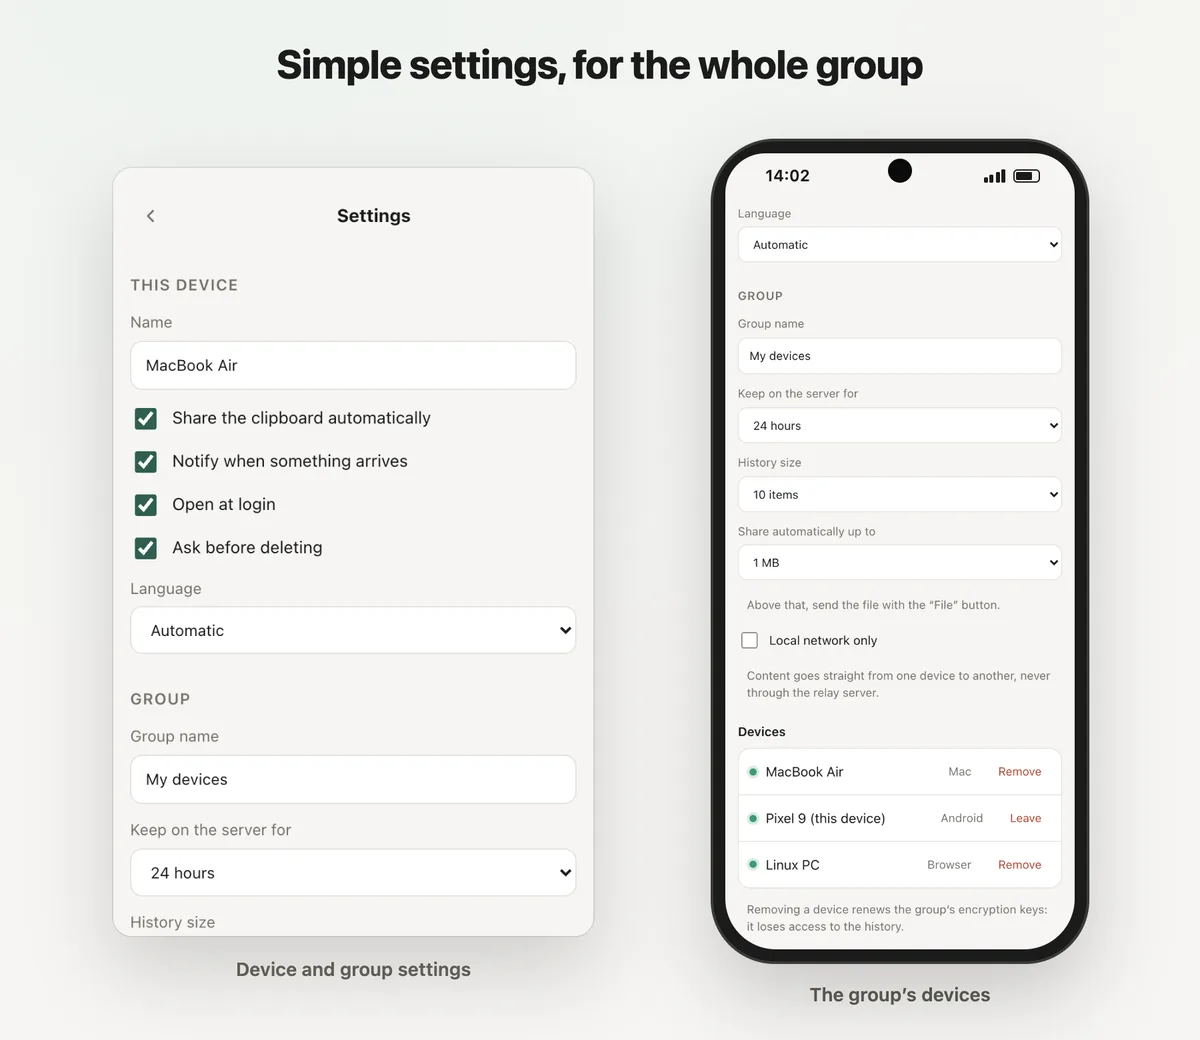 Simple settings, for the whole group
Settings
THIS DEVICE
Name
MacBook Air
Share the clipboard automatically
Notify when something arrives
Open at login
Ask before deleting
Language
Automatic
GROUP
Group name
My devices
Keep on the server for
24 hours
History size
Device and group settings
14:02
Language
Automatic
GROUP
Group name
My devices
Keep on the server for
24 hours
History size
10 items
Share automatically up to
1 MB
Above that, send the file with the “File” button.
Local network only
Content goes straight from one device to another, never
through the relay server.
Devices
MacBook Air Mac Remove
Pixel 9 (this device) Android Leave
Linux PC Browser Remove
Removing a device renews the group’s encryption keys:
it loses access to the history.
The group’s devices